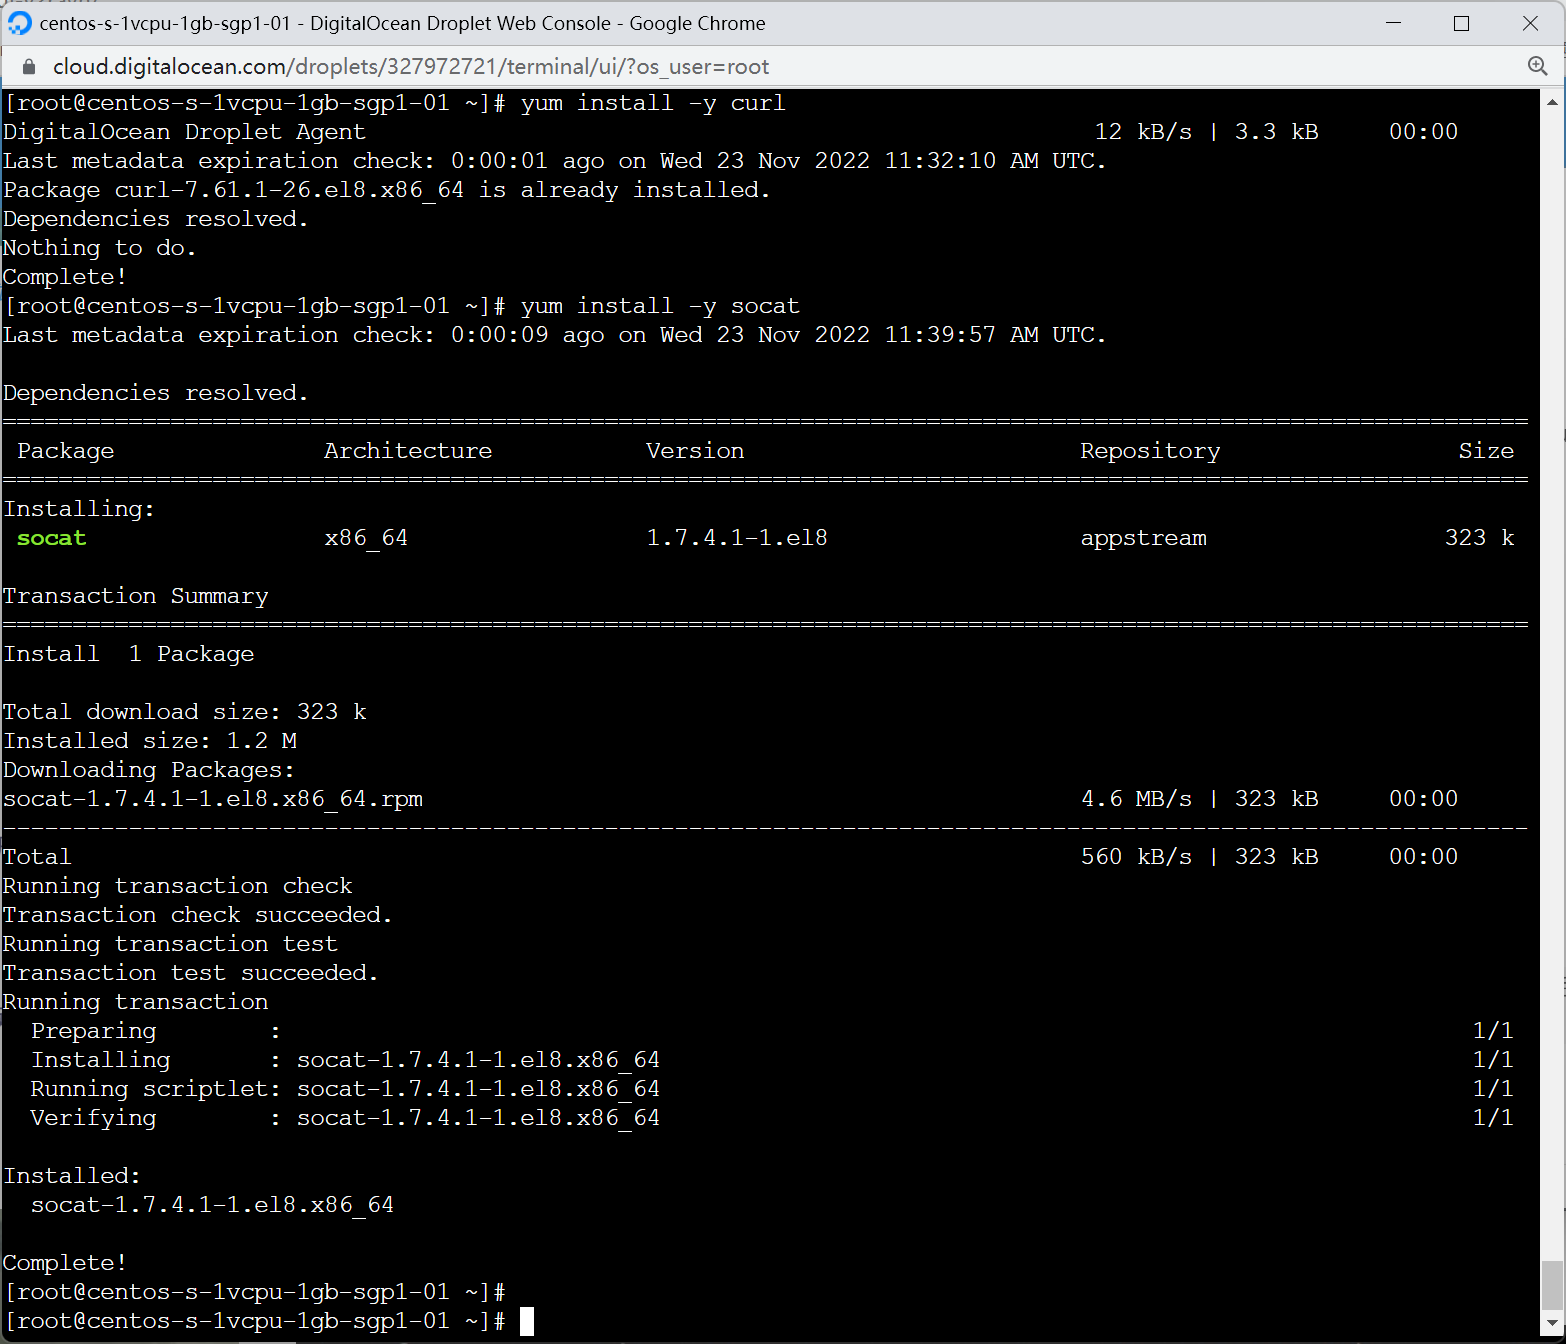 centos-s-1vcpu-1gb-sgp1-01 - DigitalOcean Droplet Web Console - Google Chrome
cloud.digitalocean.com/droplets/327972721/terminal/ui/?os_user=root
[root@centos-s-1vcpu-1gb-sgp1-01 ~]# yum install -y curl
DigitalOcean Droplet Agent 12 kB/s | 3.3 kB 00:00
Last metadata expiration check: 0:00:01 ago on Wed 23 Nov 2022 11:32:10 AM UTC.
Package curl-7.61.1-26.el8.x86_64 is already installed.
Dependencies resolved.
Nothing to do.
Complete!
[root@centos-s-1vcpu-1gb-sgp1-01 ~]# yum install -y socat
Last metadata expiration check: 0:00:09 ago on Wed 23 Nov 2022 11:39:57 AM UTC.
Dependencies resolved.
Package Architecture Version Repository Size
Installing:
socat x86_64 1.7.4.1-1.el8 appstream 323 k
Transaction Summary
Install 1 Package
Total download size: 323 k
Installed size: 1.2 M
Downloading Packages:
socat-1.7.4.1-1.el8.x86_64.rpm 4.6 MB/s | 323 kB 00:00
Total 560 kB/s | 323 kB 00:00
Running transaction check
Transaction check succeeded.
Running transaction test
Transaction test succeeded.
Running transaction
Preparing : 1/1
Installing : socat-1.7.4.1-1.el8.x86_64 1/1
Running scriptlet: socat-1.7.4.1-1.el8.x86_64 1/1
Verifying : socat-1.7.4.1-1.el8.x86_64 1/1
Installed:
socat-1.7.4.1-1.el8.x86_64
Complete!
[root@centos-s-1vcpu-1gb-sgp1-01 ~]#
[root@centos-s-1vcpu-1gb-sgp1-01 ~]#